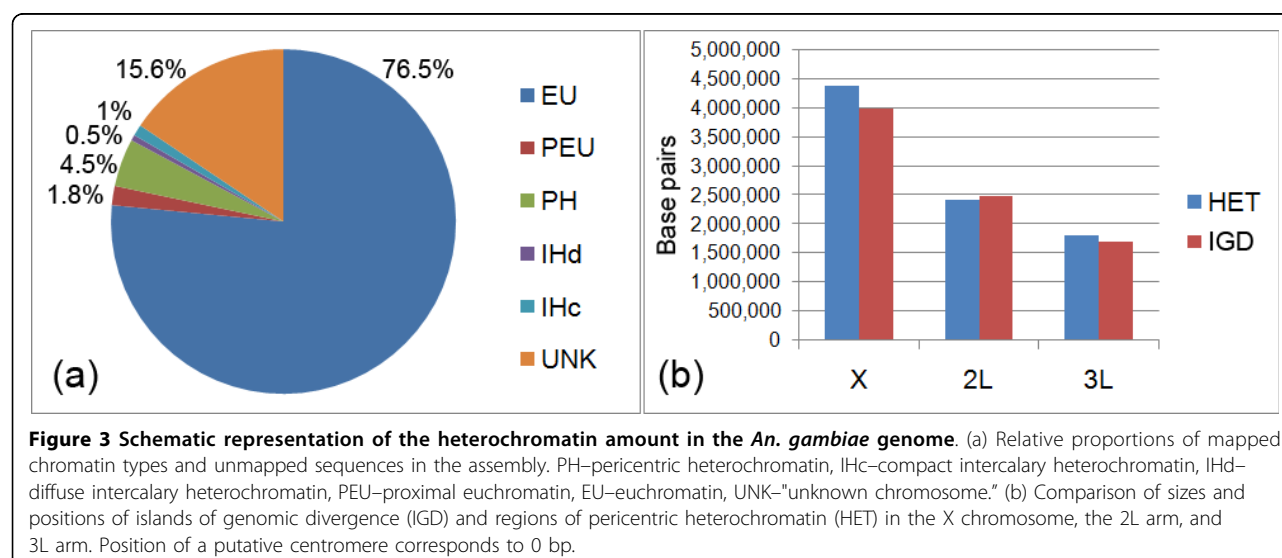 15.6%
76.5%
1%
0.5%
4.5%
1.8%
EU
PEU
PH
IHd
IHc
UNK
(a)
5,000,000
4,500,000
4,000,000
3,500,000
3,000,000
2,500,000
2,000,000
1,500,000
1,000,000
500,000
0
Base pairs
HET
IGD
X 2L 3L
(b)
Figure 3 Schematic representation of the heterochromatin amount in the An. gambiae genome. (a) Relative proportions of mapped
chromatin types and unmapped sequences in the assembly. PH–pericentric heterochromatin, IHc–compact intercalary heterochromatin, IHd–
diffuse intercalary heterochromatin, PEU–proximal euchromatin, EU–euchromatin, UNK–"unknown chromosome." (b) Comparison of sizes and
positions of islands of genomic divergence (IGD) and regions of pericentric heterochromatin (HET) in the X chromosome, the 2L arm, and
3L arm. Position of a putative centromere corresponds to 0 bp.